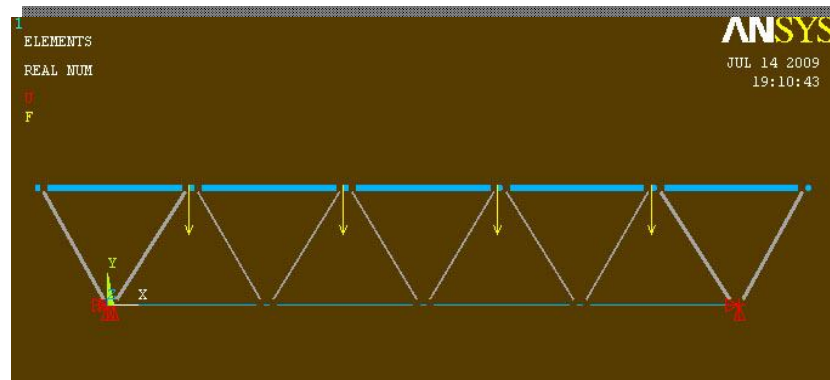 1
ELEMENTS
REAL NUM
U
F
ANSYS
JUL 14 2009
19:10:43
Y
X